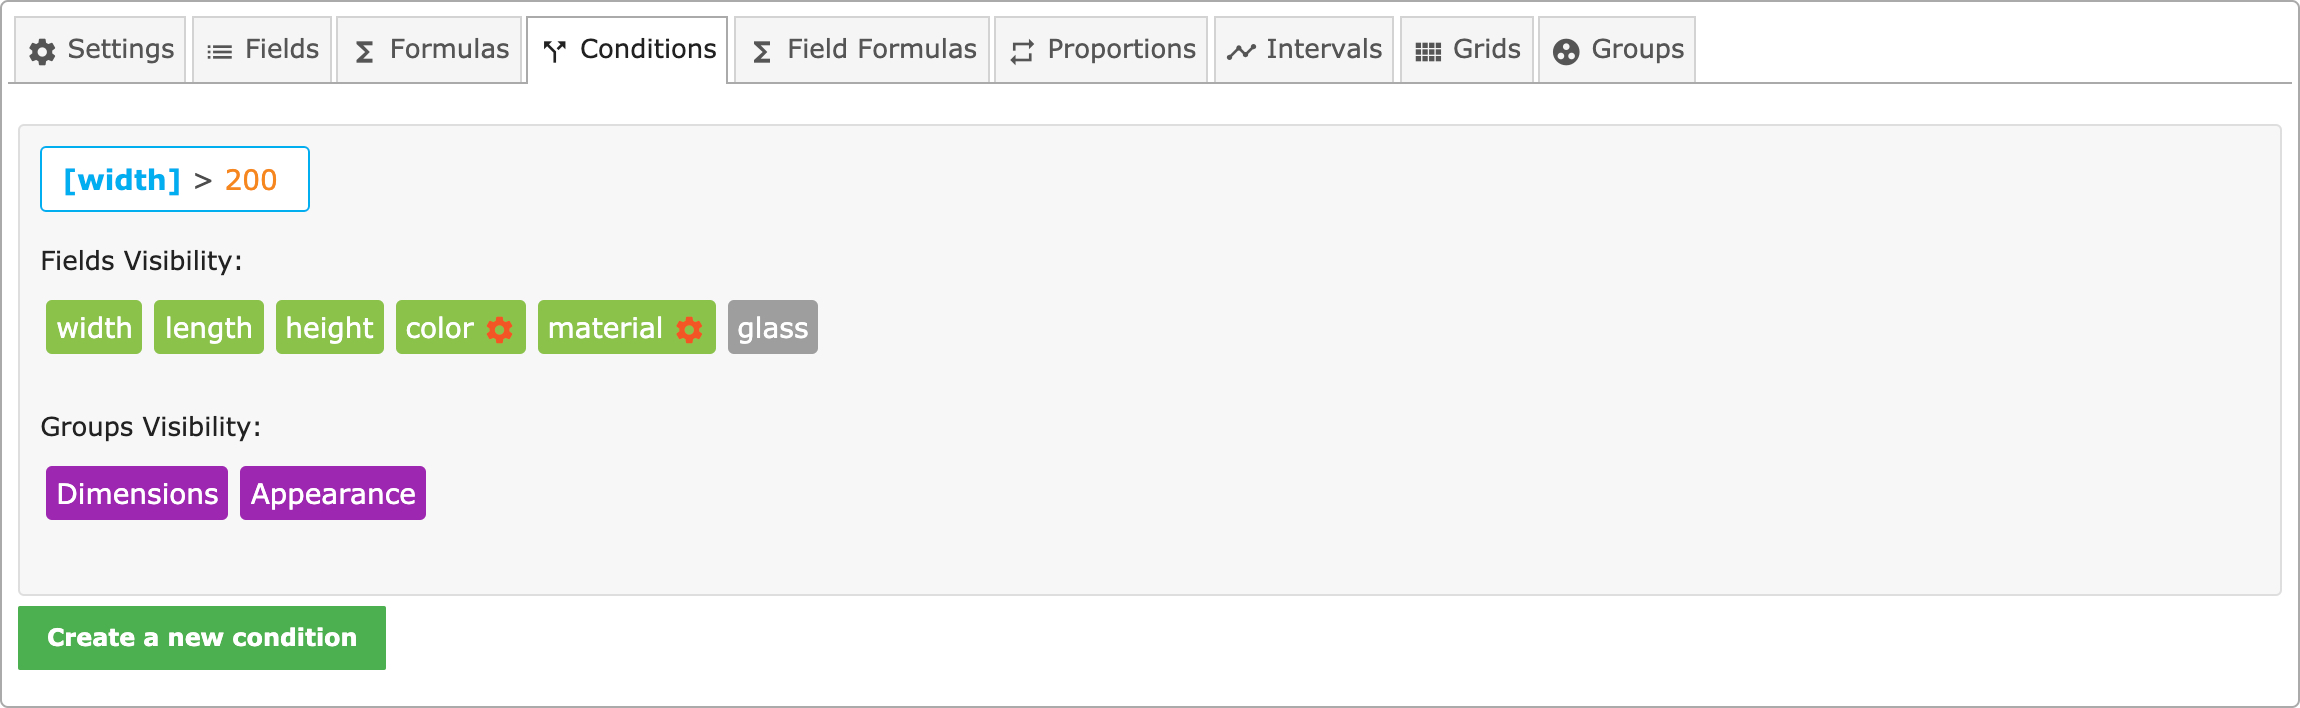 Settings Fields Formulas Conditions Field Formulas Proportions Intervals Grids Groups
[width] > 200
Fields Visibility:
width length height color material glass
Groups Visibility:
Dimensions Appearance
Create a new condition